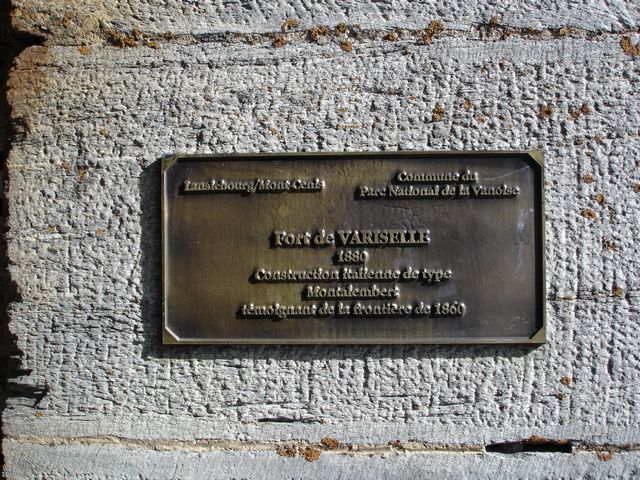 Lanslebourg/Mont-Cenis
Commune du
Parc National de la Vanoise
Fort de VARISELLE
1880
Construction italienne de type
Montalembert
témoignant de la frontière de 1860